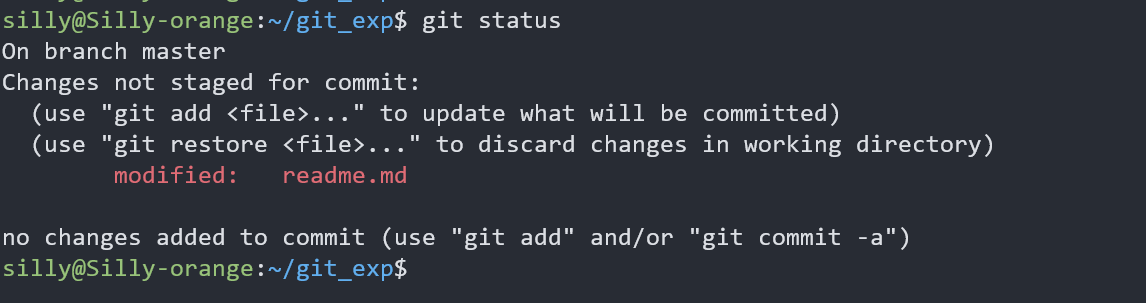 silly@Silly-orange:~/git_exp$ git status
On branch master
Changes not staged for commit:
  (use "git add <file>..." to update what will be committed)
  (use "git restore <file>..." to discard changes in working directory)
        modified:   readme.md

no changes added to commit (use "git add" and/or "git commit -a")
silly@Silly-orange:~/git_exp$